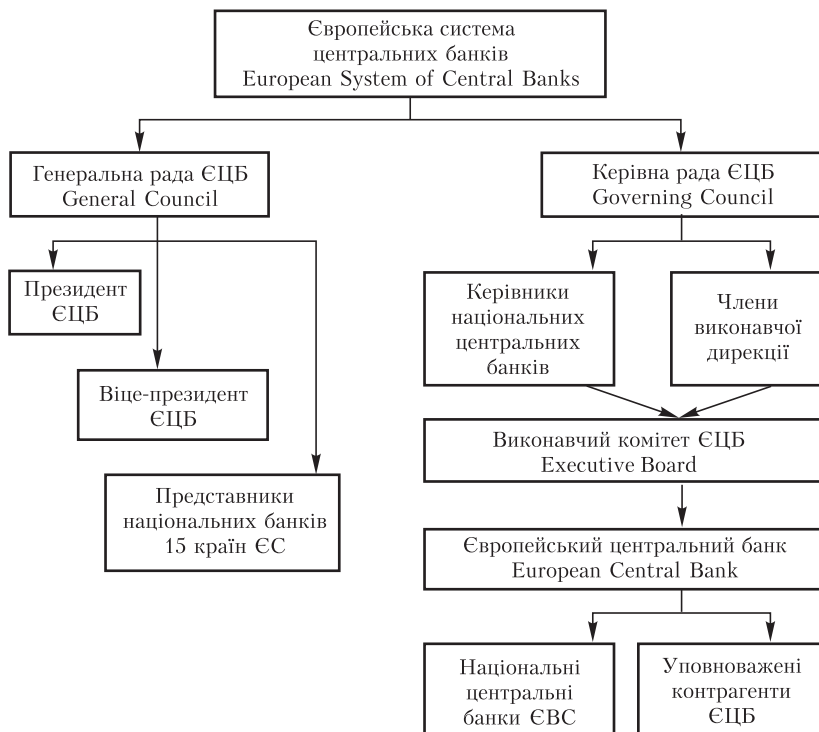 Європейська система
центральних банків
European System of Central Banks
Генеральна рада ЄЦБ
General Council
Керівна рада ЄЦБ
Governing Council
Президент
ЄЦБ
Віце-президент
ЄЦБ
Представники
національних банків
15 країн ЄС
Керівники
національних
центральних
банків
Члени
виконавчої
дирекції
Виконавчий комітет ЄЦБ
Executive Board
Європейський центральний банк
European Central Bank
Національні
центральні
банки ЄВС
Уповноважені
контрагенти
ЄЦБ